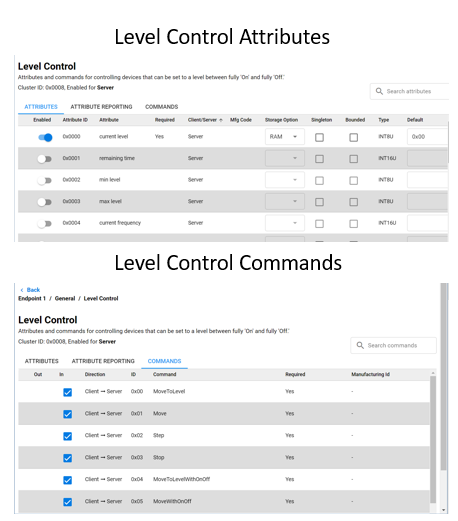 Level Control Attributes
Level Control
Attributes and commands for controlling devices that can be set to a level between fully 'On' and fully 'Off.'
Cluster ID: 0x0008, Enabled for Server
Search attributes
ATTRIBUTES ATTRIBUTE REPORTING COMMANDS
Enabled Attribute ID Attribute Required Client/Server Mfg Code Storage Option Singleton Bounded Type Default
0x0000 current level Yes Server RAM INT8U 0x00
0x0001 remaining time Server INT16U
0x0002 min level Server INT8U
0x0003 max level Server INT8U
0x0004 current frequency Server INT16U
Level Control Commands
Back
Endpoint 1 / General / Level Control
Level Control
Attributes and commands for controlling devices that can be set to a level between fully 'On' and fully 'Off.'
Cluster ID: 0x0008, Enabled for Server
Search commands
ATTRIBUTES ATTRIBUTE REPORTING COMMANDS
Out In Direction ID Command Required Manufacturing Id
Client → Server 0x00 MoveToLevel Yes -
Client → Server 0x01 Move Yes -
Client → Server 0x02 Step Yes -
Client → Server 0x03 Stop Yes -
Client → Server 0x04 MoveToLevelWithOnOff Yes -
Client → Server 0x05 MoveWithOnOff Yes -